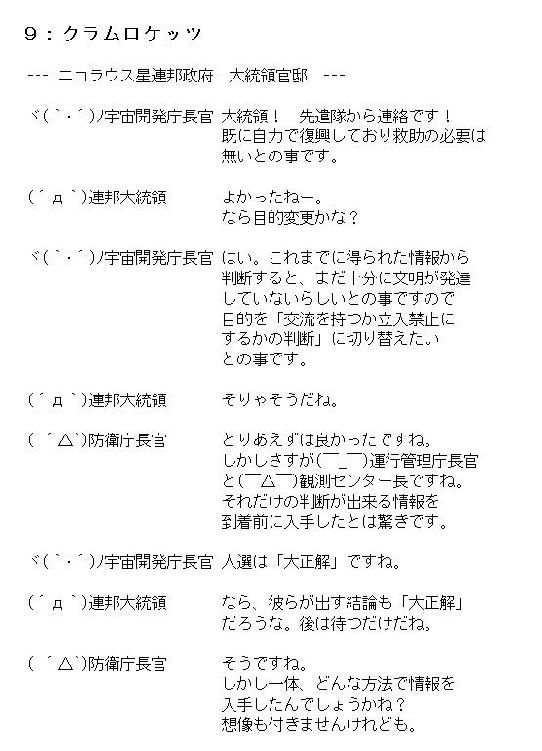 ９：クラムロケッツ
--- ニコラウス星連邦政府　大統領官邸　---
ヾ(｀・´)ﾉ宇宙開発庁長官 大統領！　先遣隊から連絡です！
既に自力で復興しており救助の必要は
無いとの事です。
(´д｀)連邦大統領 よかったねー。
なら目的変更かな？
ヾ(｀・´)ﾉ宇宙開発庁長官 はい。これまでに得られた情報から
判断すると、まだ十分に文明が発達
していないらしいとの事ですので
目的を「交流を持つか立入禁止に
するかの判断」に切り替えたい
との事です。
(´д｀)連邦大統領 そりゃそうだね。
( ´△`)防衛庁長官 とりあえずは良かったですね。
しかしさすが(￣_￣)運行管理庁長官
と(￣△￣)観測センター長ですね。
それだけの判断が出来る情報を
到着前に入手したとは驚きです。
ヾ(｀・´)ﾉ宇宙開発庁長官 人選は「大正解」ですね。
(´д｀)連邦大統領 なら、彼らが出す結論も「大正解」
だろうな。後は待つだけだね。
( ´△`)防衛庁長官 そうですね。
しかし一体、どんな方法で情報を
入手したんでしょうかね？
想像も付きませんけれども。